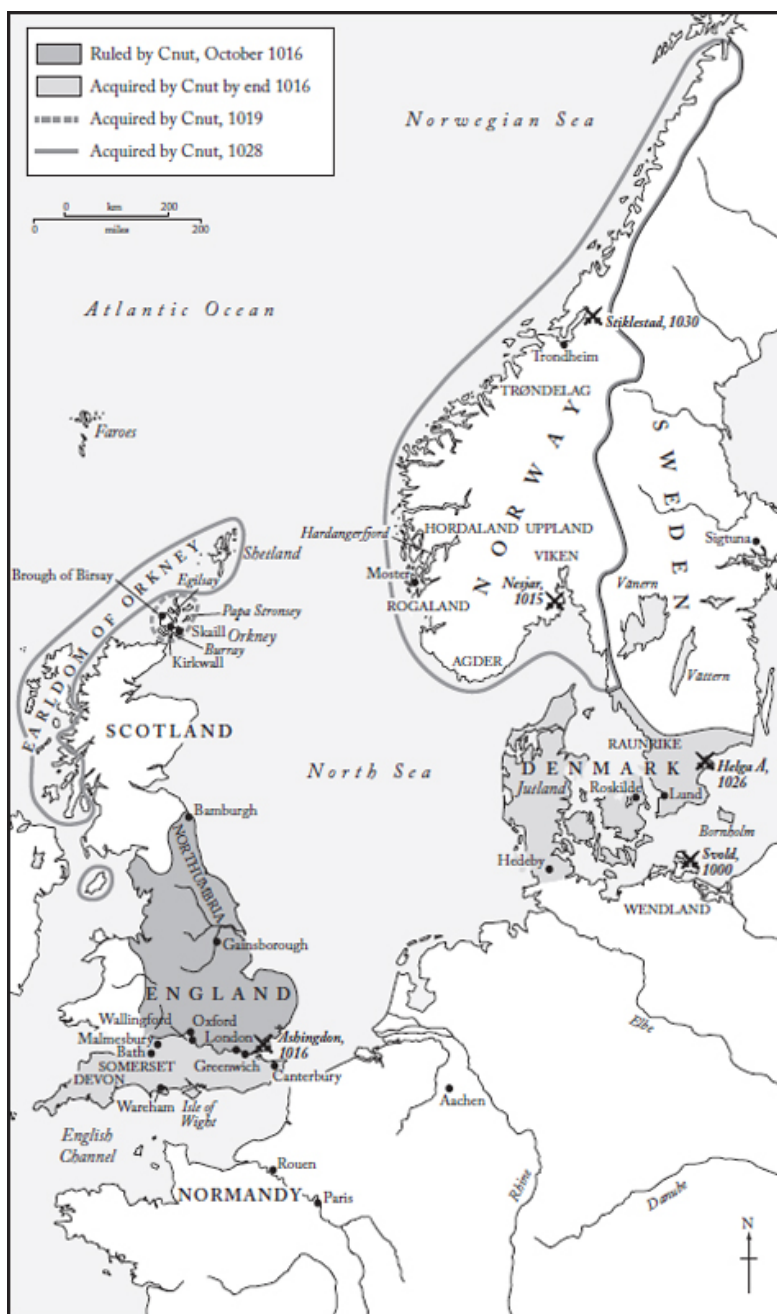 Ruled by Cnut, October 1016
Acquired by Cnut by end 1016
Acquired by Cnut, 1019
Acquired by Cnut, 1028
0 km 200
0 miles 200
Norwegian Sea
Atlantic Ocean
Stiklestad, 1030
Trondheim
TRØNDELAG
Faroes
NORWAY
SWEDEN
Hardangerfjord
HORDALAND
UPPLAND
Sigtuna
VIKEN
Shetland
EARLDOM OF ORKNEY
Brough of Birsay
Egilsay
Moster
Nesjar,
1015
Vänern
Papa Stronsey
ROGALAND
Skaill
Orkney
Burray
Kirkwall
AGDER
Vättern
SCOTLAND
North Sea
RAUNRIKE
DENMARK
Helga Å,
1026
Jutland
Roskilde
Lund
Bamburgh
Bornholm
NORTHUMBRIA
Hedeby
Svold,
1000
WENDLAND
Gainsborough
ENGLAND
Wallingford
Oxford
Elbe
Malmesbury
London
Ashingdon,
1016
Bath
SOMERSET
Greenwich
DEVON
Canterbury
Wareham
Isle of
Wight
Aachen
English
Channel
Rouen
NORMANDY
Paris
Rhine
Danube
N